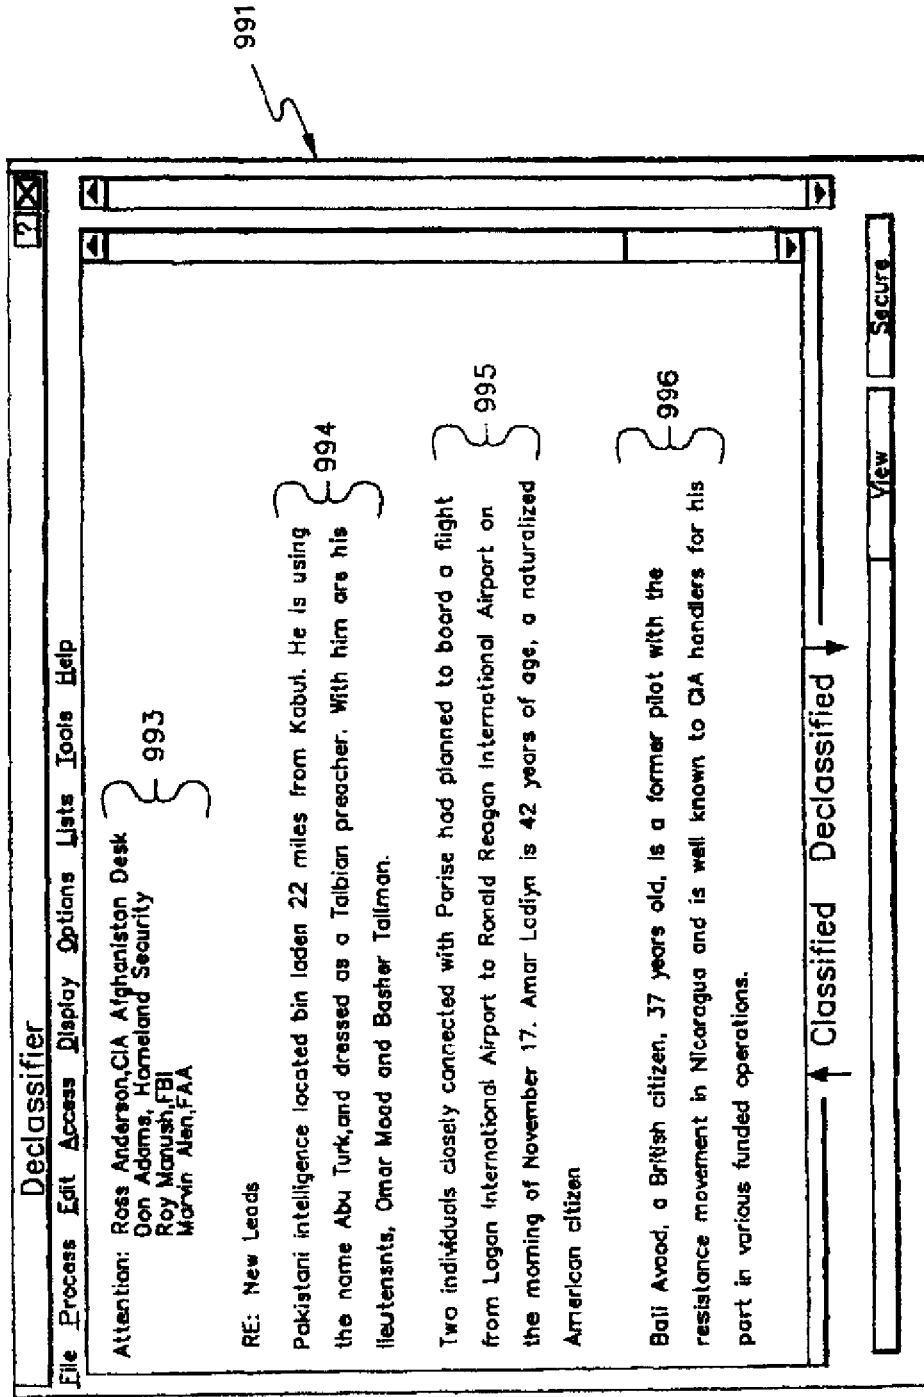 991
Declassifier
? X
File Process Edit Access Display Options Lists Tools Help
Attention: Ross Anderson,CIA Afghanistan Desk
Don Adams, Homeland Security
Roy Manush,FBI
Marvin Alen,FAA
993
RE: New Leads
Pakistani intelligence located bin laden 22 miles from Kabul. He is using
the name Abu Turk,and dressed as a Talbian preacher. With him are his
lieutensnts, Omar Mood and Basher Tallman.
994
Two individuals closely connected with Parise had planned to board a flight
from Logan International Airport to Ronald Reagan International Airport on
the morning of November 17. Amar Ladiyn is 42 years of age, a naturalized
American citizen
995
Bali Avood, a British citizen, 37 years old, is a former pilot with the
resistance movement in Nicaragua and is well known to CIA handlers for his
part in various funded operations.
996
Classified Declassified
View Secure